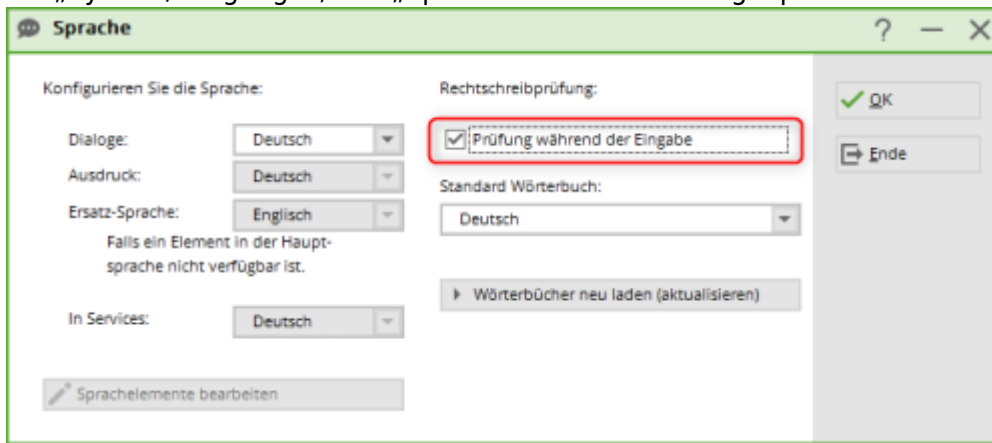 Sprache
Konfigurieren Sie die Sprache:
Dialoge: Deutsch
Ausdruck: Deutsch
Ersatz-Sprache: Englisch
Falls ein Element in der Haupt-
sprache nicht verfügbar ist.
In Services: Deutsch
Sprachelemente bearbeiten
Rechtschreibprüfung:
Prüfung während der Eingabe
Standard Wörterbuch:
Deutsch
Wörterbücher neu laden (aktualisieren)
OK
Ende